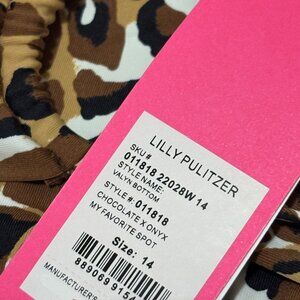 LILLY PULITZER
SKU #
011818 22028W 14
STYLE NAME:
VALYN BOTTOM
STYLE #: 011818
CHOCOLATE X ONYX
MY FAVORITE SPOT
Size: 14
MANUFACTURER'S